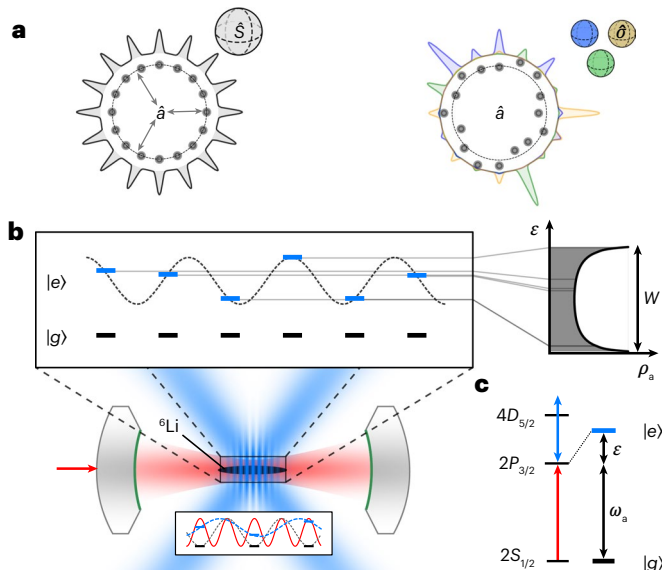 a
Ŝ
σ̂
â
â
b
ε
|e⟩
W
|g⟩
ρₐ
c
⁶Li
4D₅/₂
|e⟩
ε
2P₃/₂
ωₐ
2S₁/₂
|g⟩